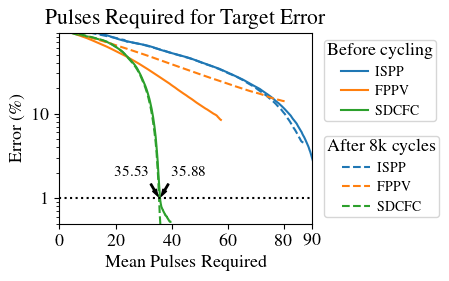 Pulses Required for Target Error
Error (%)
10
1
35.53
35.88
0
20
40
60
80
90
Mean Pulses Required
Before cycling
ISPP
FPPV
SDCFC
After 8k cycles
ISPP
FPPV
SDCFC